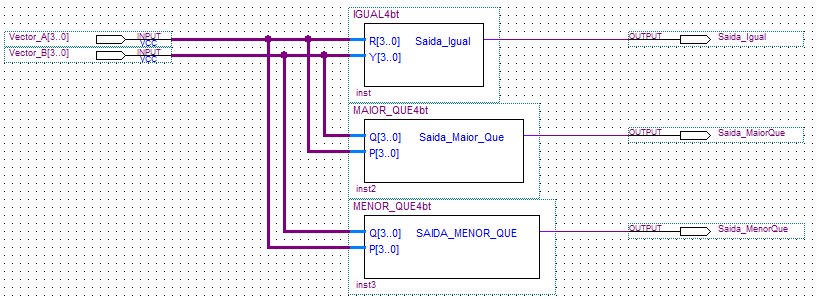 IGUAL4bt
Vector_A[3..0] INPUT VCC
Vector_B[3..0] INPUT VCC
R[3..0] Saida_Igual
Y[3..0]
inst
OUTPUT Saida_Igual
MAIOR_QUE4bt
Q[3..0] Saida_Maior_Que
P[3..0]
inst2
OUTPUT Saida_MaiorQue
MENOR_QUE4bt
Q[3..0] SAIDA_MENOR_QUE
P[3..0]
inst3
OUTPUT Saida_MenorQue